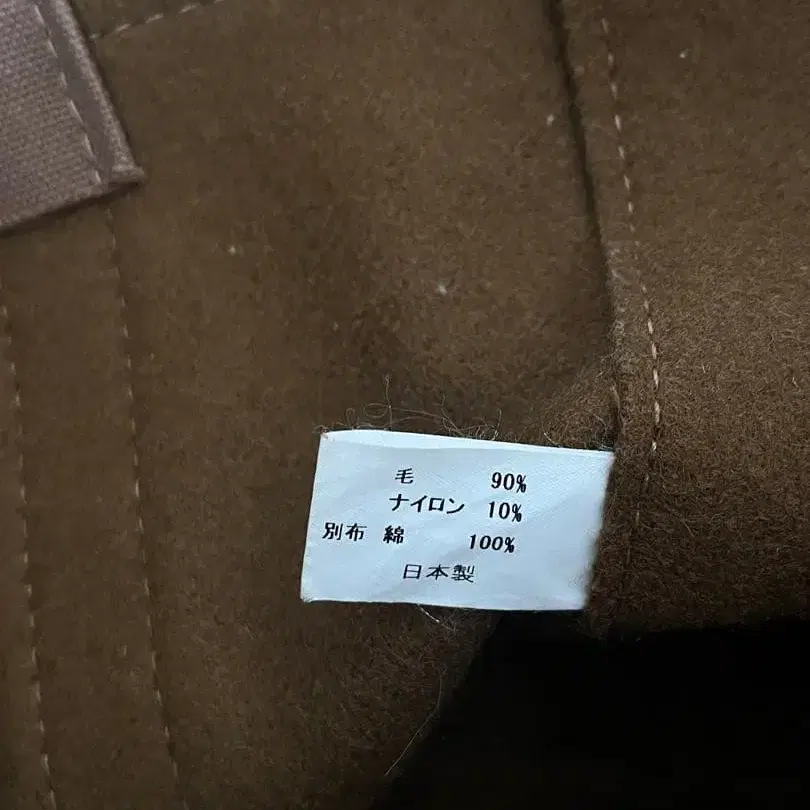 毛 90%
ナイロン 10%
別布 綿 100%
日本製